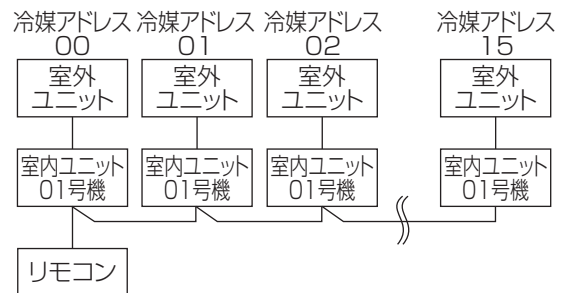 冷媒アドレス 冷媒アドレス 冷媒アドレス 冷媒アドレス
00 01 02 15
室外 室外 室外 室外
ユニット ユニット ユニット ユニット
室内ユニット 室内ユニット 室内ユニット 室内ユニット
01号機 01号機 01号機 01号機
リモコン